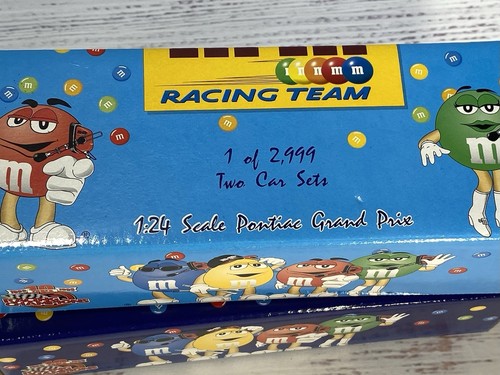 RACING TEAM
1 of 2,999
Two Car Sets
1:24 Scale Pontiac Grand Prix